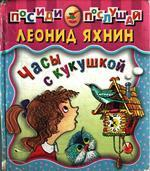 ПОСИДИ ПОСЛУШАЙ
ЛЕОНИД ЯХНИН
Часы с кукушкой